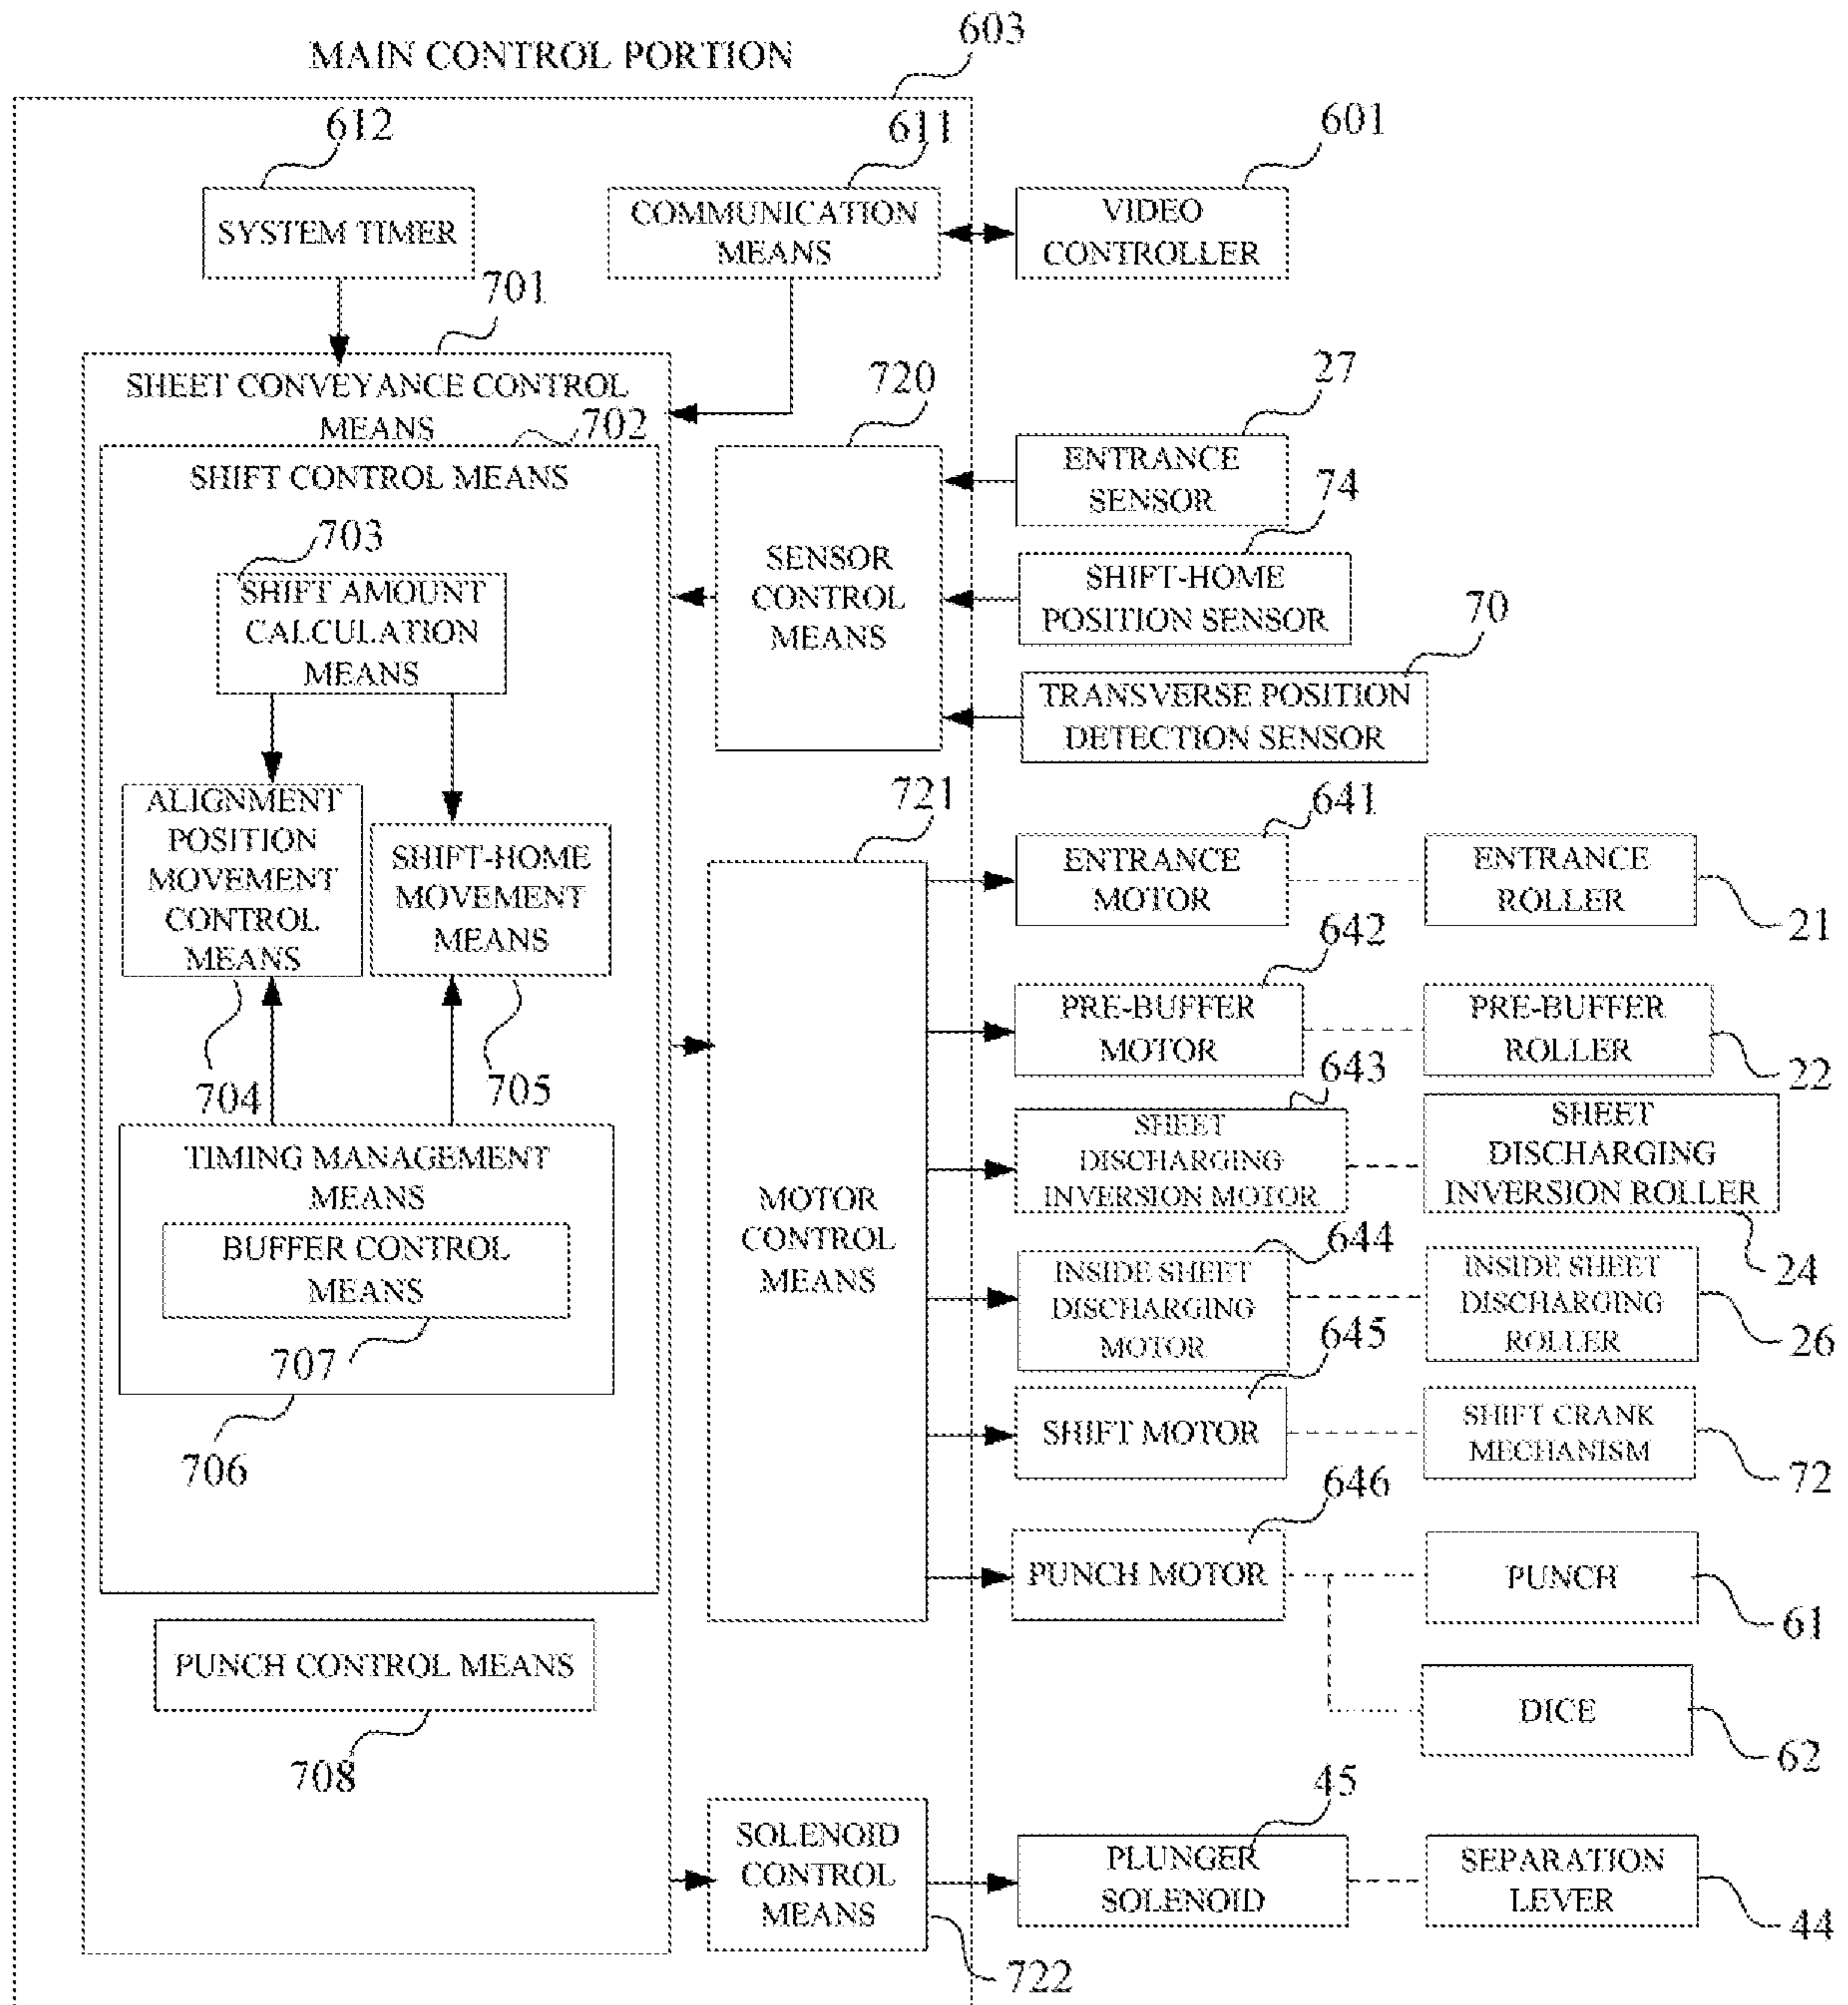 MAIN CONTROL PORTION
603
612
611
601
SYSTEM TIMER
COMMUNICATION
MEANS
VIDEO
CONTROLLER
701
SHEET CONVEYANCE CONTROL
MEANS
702
SHIFT CONTROL MEANS
703
SHIFT AMOUNT
CALCULATION
MEANS
ALIGNMENT
POSITION
MOVEMENT
CONTROL
MEANS
SHIFT-HOME
MOVEMENT
MEANS
704
705
TIMING MANAGEMENT
MEANS
BUFFER CONTROL
MEANS
707
706
PUNCH CONTROL MEANS
708
720
SENSOR
CONTROL
MEANS
27
ENTRANCE
SENSOR
74
SHIFT-HOME
POSITION SENSOR
70
TRANSVERSE POSITION
DETECTION SENSOR
721
MOTOR
CONTROL
MEANS
641
ENTRANCE
MOTOR
ENTRANCE
ROLLER
21
642
PRE-BUFFER
MOTOR
PRE-BUFFER
ROLLER
22
643
SHEET
DISCHARGING
INVERSION MOTOR
SHEET
DISCHARGING
INVERSION ROLLER
24
644
INSIDE SHEET
DISCHARGING
MOTOR
INSIDE SHEET
DISCHARGING
ROLLER
26
645
SHIFT MOTOR
SHIFT CRANK
MECHANISM
72
646
PUNCH MOTOR
PUNCH
61
DICE
62
SOLENOID
CONTROL
MEANS
722
45
PLUNGER
SOLENOID
SEPARATION
LEVER
44